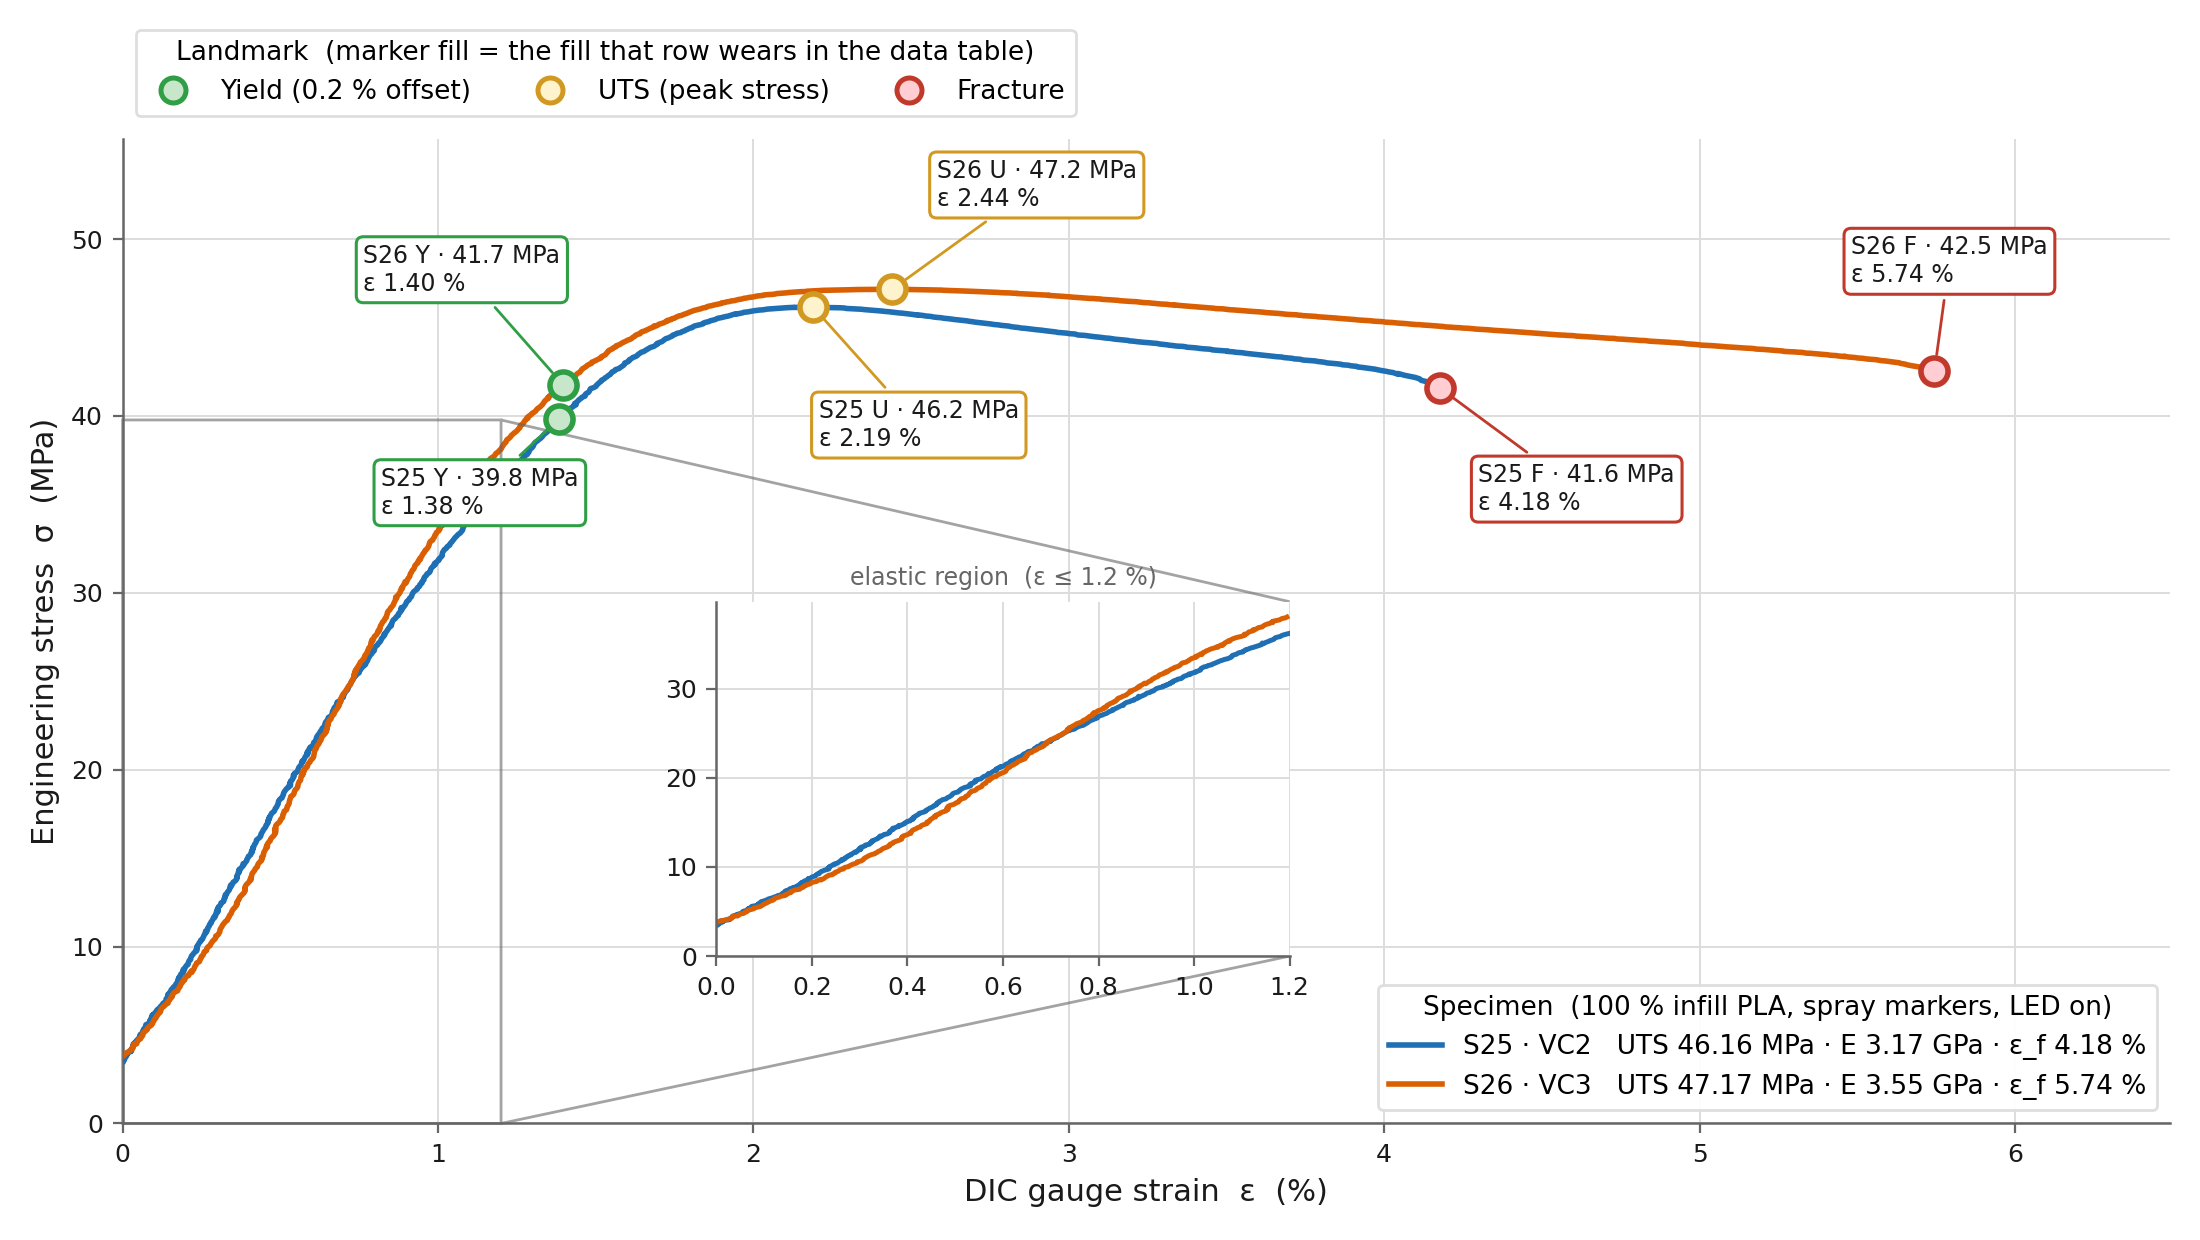 Landmark  (marker fill = the fill that row wears in the data table)
Yield (0.2 % offset)
UTS (peak stress)
Fracture
S26 U · 47.2 MPa
ε 2.44 %
S26 Y · 41.7 MPa
ε 1.40 %
S26 F · 42.5 MPa
ε 5.74 %
S25 U · 46.2 MPa
ε 2.19 %
S25 Y · 39.8 MPa
ε 1.38 %
S25 F · 41.6 MPa
ε 4.18 %
elastic region  (ε ≤ 1.2 %)
30
20
10
0
0.0 0.2 0.4 0.6 0.8 1.0 1.2
Specimen  (100 % infill PLA, spray markers, LED on)
S25 · VC2   UTS 46.16 MPa · E 3.17 GPa · ε_f 4.18 %
S26 · VC3   UTS 47.17 MPa · E 3.55 GPa · ε_f 5.74 %
50
40
30
20
10
0
Engineering stress  σ  (MPa)
0 1 2 3 4 5 6
DIC gauge strain  ε  (%)